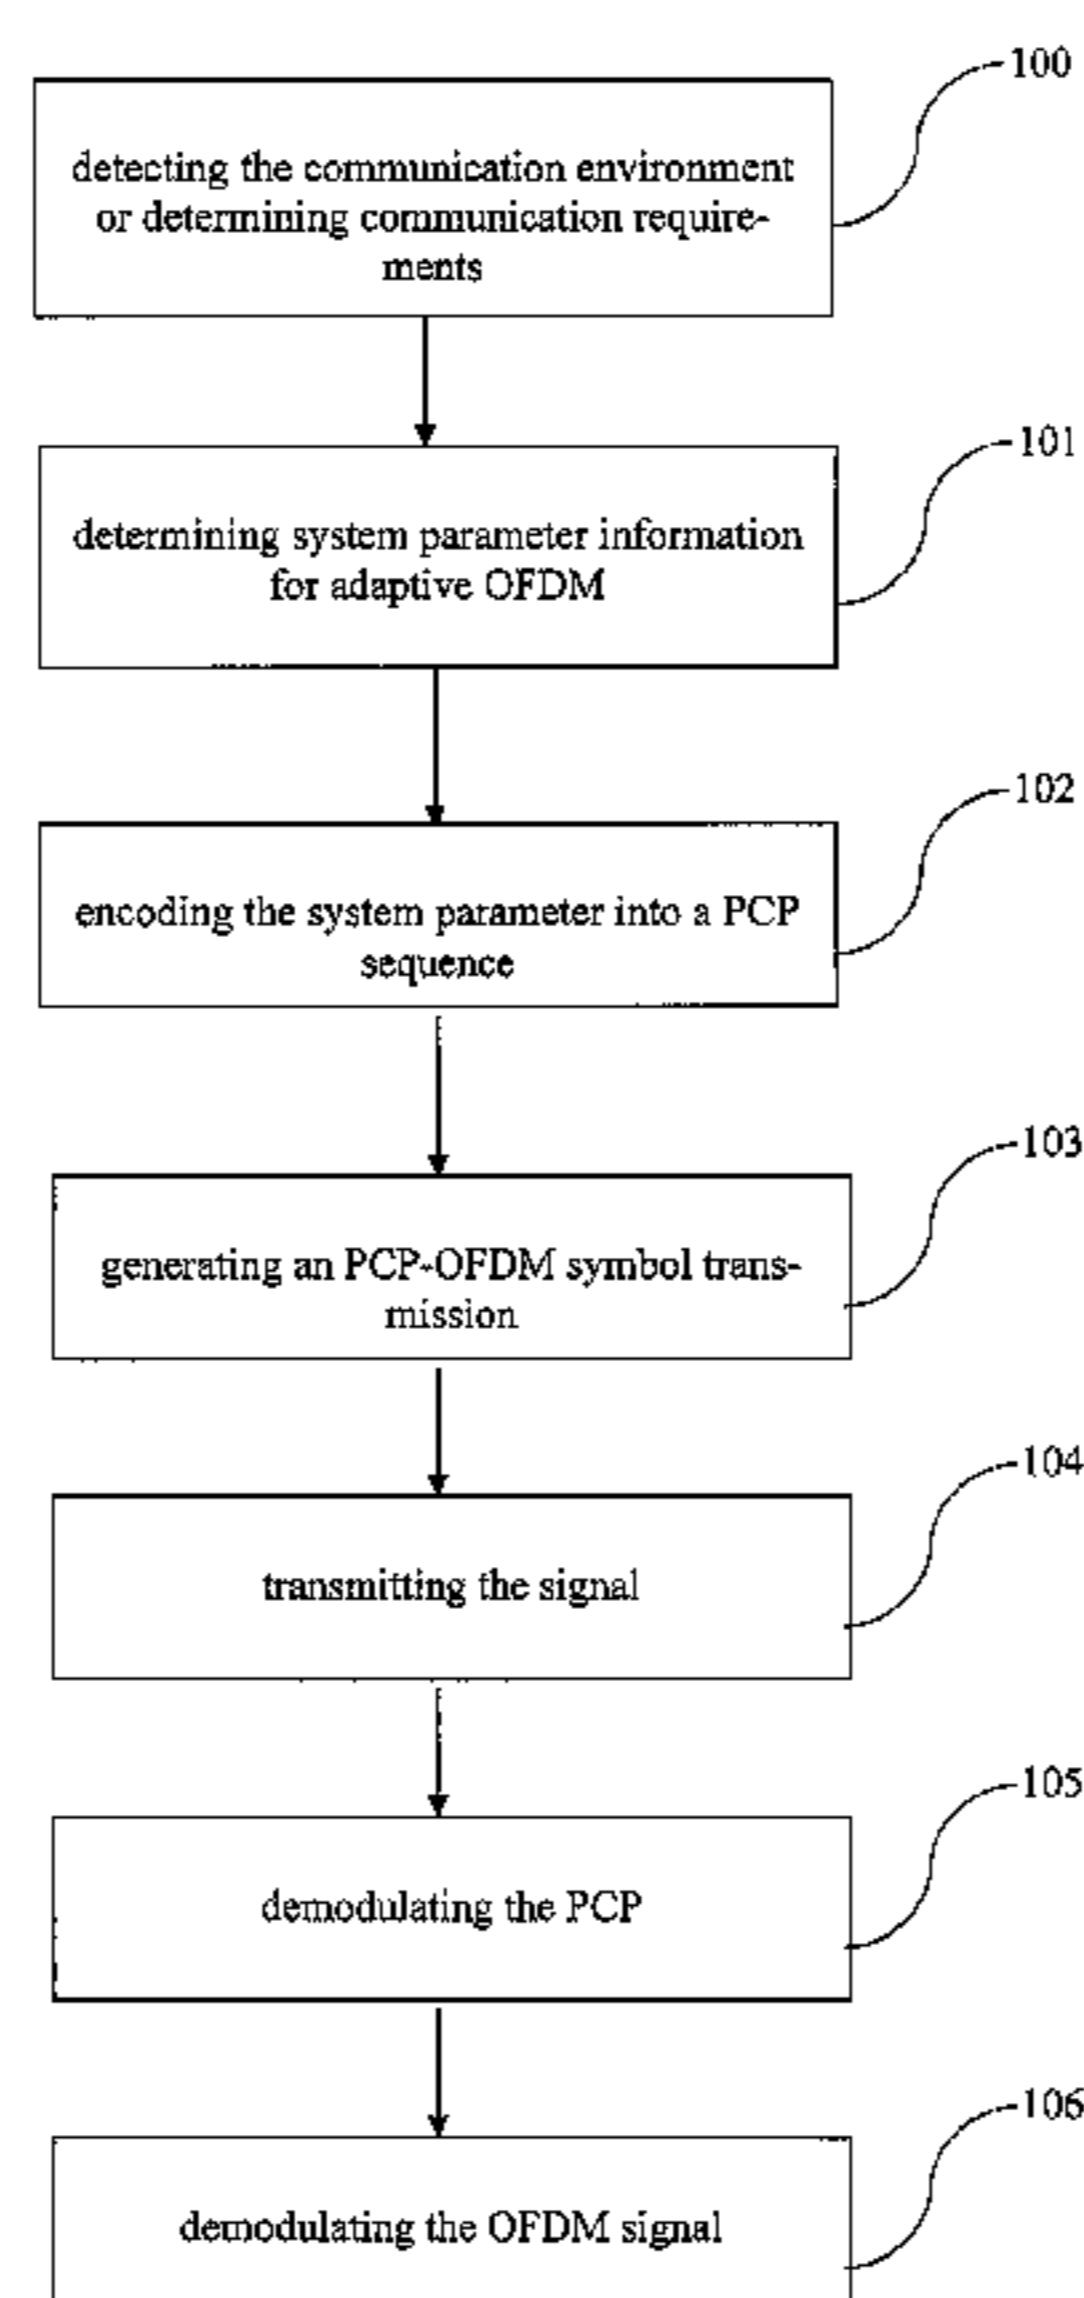 100
detecting the communication environment
or determining communication require-
ments
101
determining system parameter information
for adaptive OFDM
102
encoding the system parameter into a PCP
sequence
103
generating an PCP-OFDM symbol trans-
mission
104
transmitting the signal
105
demodulating the PCP
106
demodulating the OFDM signal